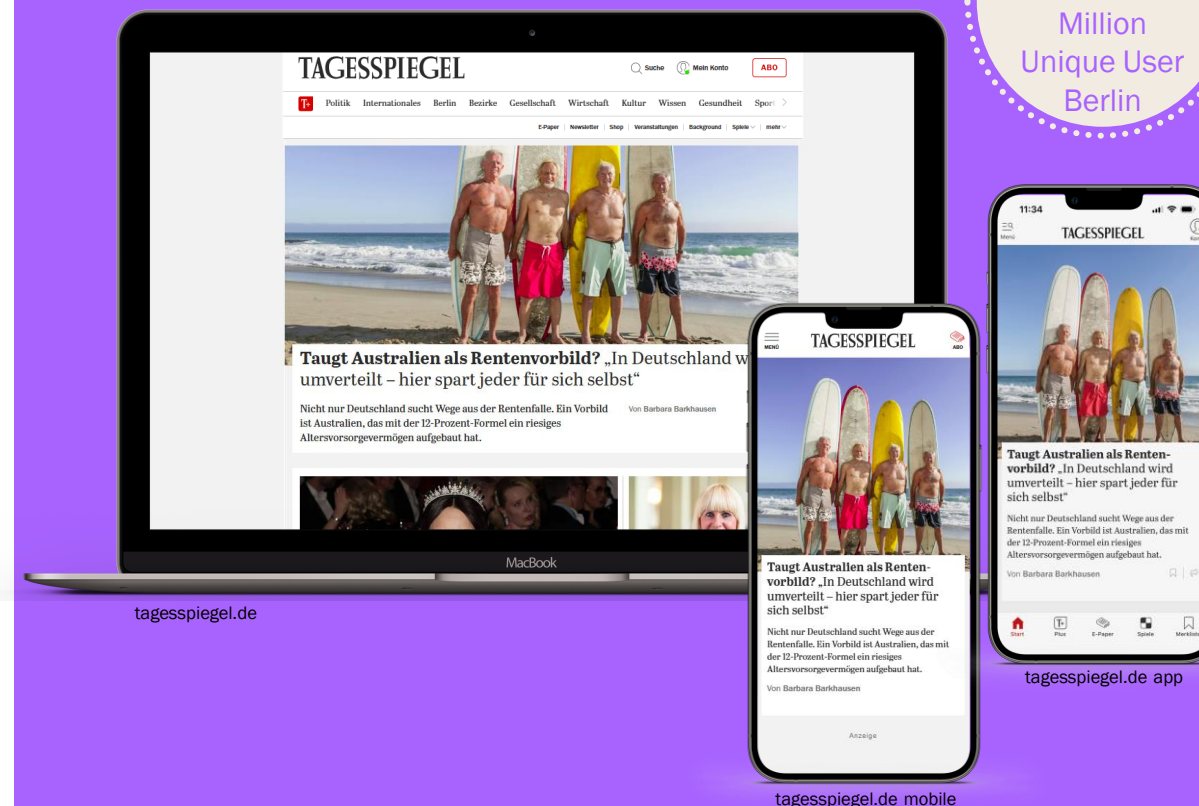 Million
Unique User
Berlin
TAGESSPIEGEL
Suche
Mein Konto
ABO
T+ Politik Internationales Berlin Bezirke Gesellschaft Wirtschaft Kultur Wissen Gesundheit Sport
E-Paper | Newsletter | Shop | Veranstaltungen | Background | Spiele | mehr
Taugt Australien als Rentenvorbild? „In Deutschland w
umverteilt – hier spart jeder für sich selbst“
Nicht nur Deutschland sucht Wege aus der Rentenfalle. Ein Vorbild
ist Australien, das mit der 12-Prozent-Formel ein riesiges
Altersvorsorgevermögen aufgebaut hat.
Von Barbara Barkhausen
MacBook
tagesspiegel.de
MENÜ
TAGESSPIEGEL
ABO
Taugt Australien als Renten-
vorbild? „In Deutschland wird
umverteilt – hier spart jeder für
sich selbst“
Nicht nur Deutschland sucht Wege aus der
Rentenfalle. Ein Vorbild ist Australien, das mit
der 12-Prozent-Formel ein riesiges
Altersvorsorgevermögen aufgebaut hat.
Von Barbara Barkhausen
Anzeige
tagesspiegel.de mobile
11:34
Menü
TAGESSPIEGEL
Taugt Australien als Renten-
vorbild? „In Deutschland wird
umverteilt – hier spart jeder für
sich selbst“
Nicht nur Deutschland sucht Wege aus der
Rentenfalle. Ein Vorbild ist Australien, das mit
der 12-Prozent-Formel ein riesiges
Altersvorsorgevermögen aufgebaut hat.
Von Barbara Barkhausen
Start
T+ Plus
E-Paper
Spiele
Merkliste
tagesspiegel.de app